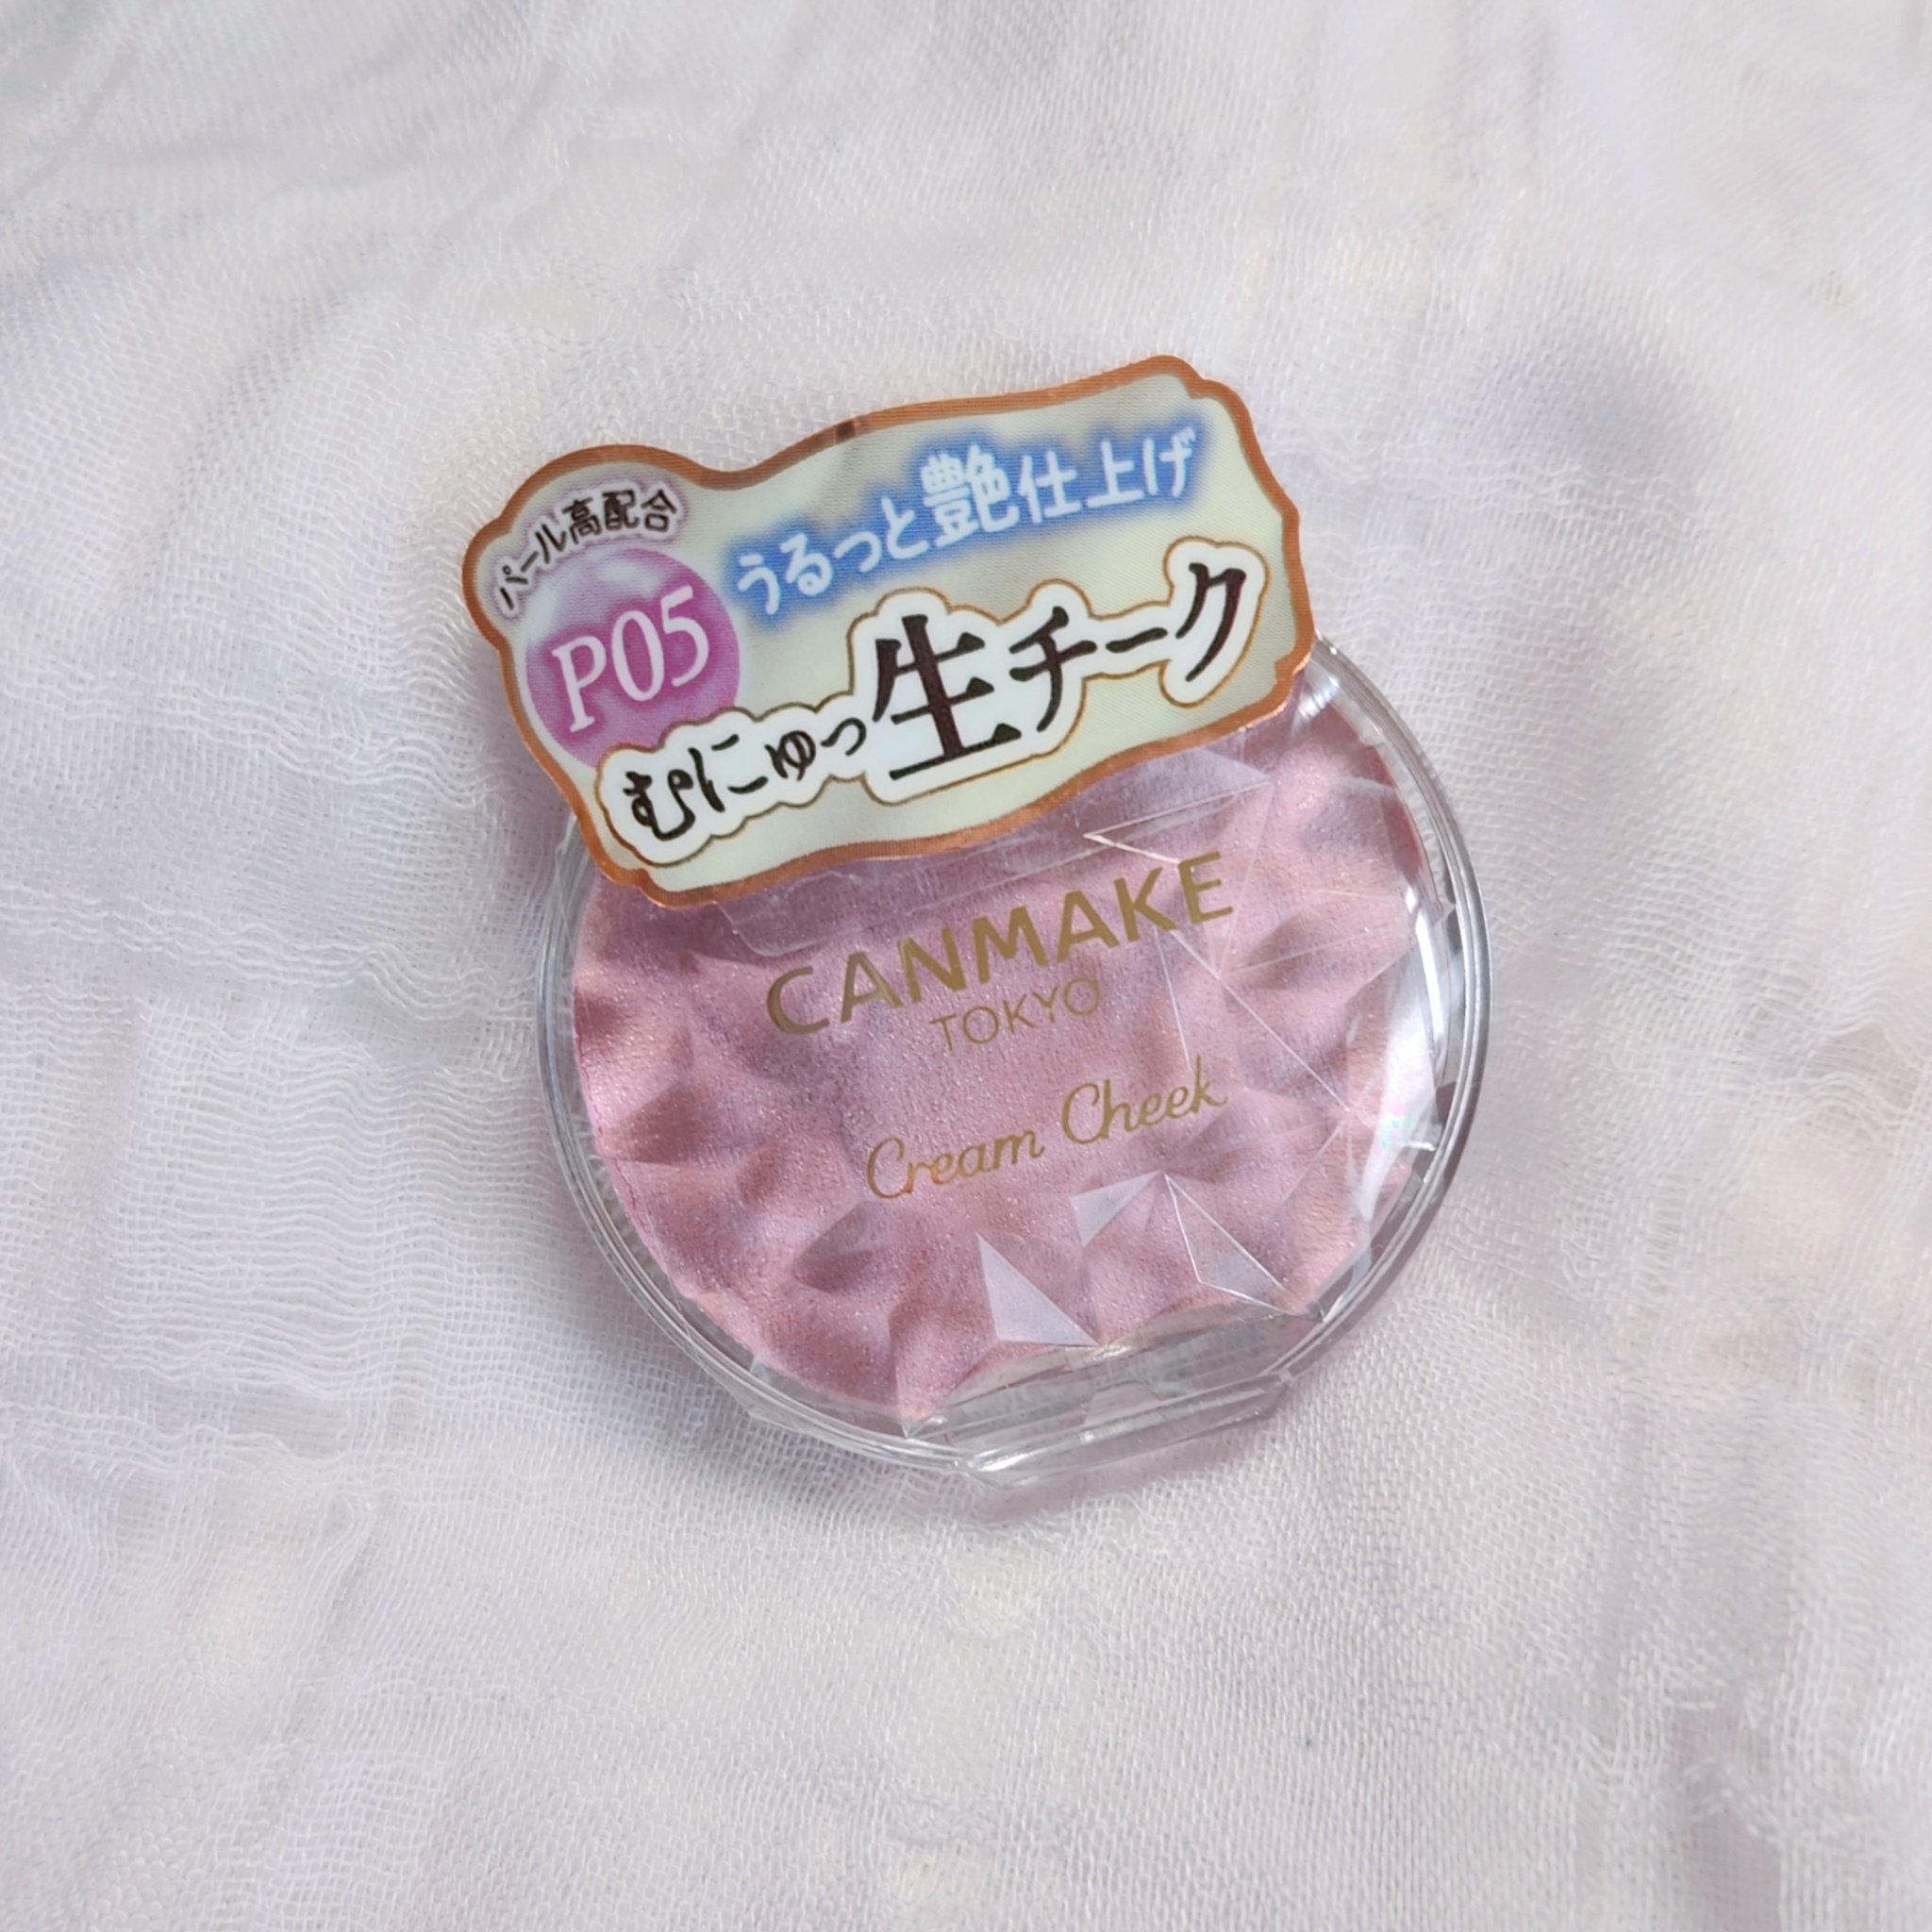 パール高配合
P05
うるっと艶仕上げ
むにゅっ生チーク
CANMAKE
TOKYO
Cream Cheek